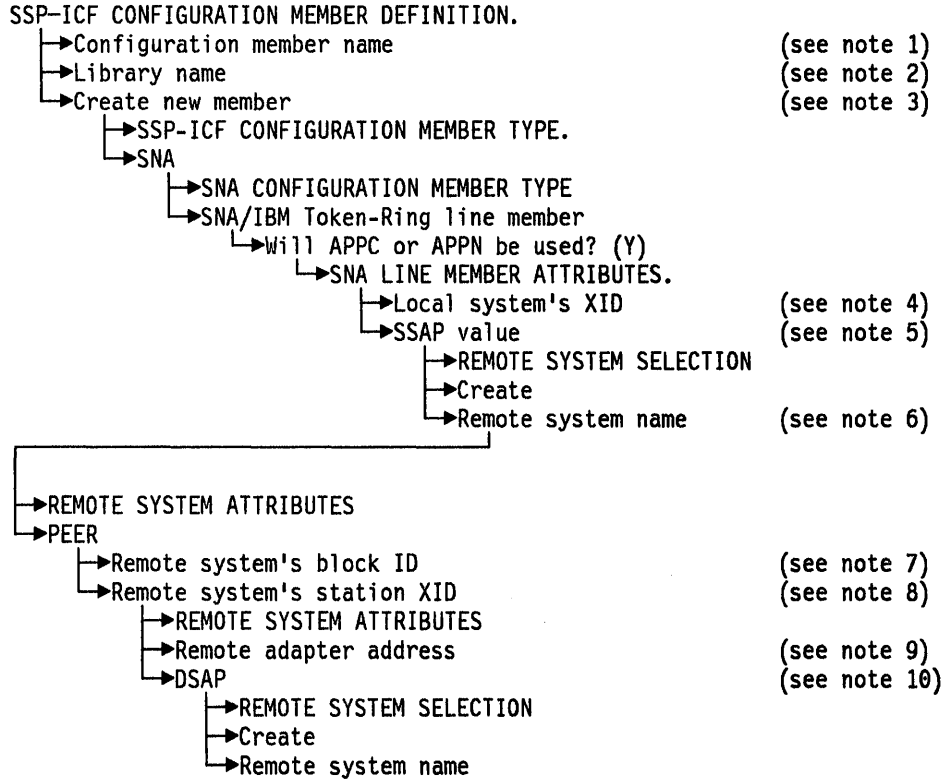 SSP-ICF CONFIGURATION MEMBER DEFINITION.
Configuration member name (see note 1)
Library name (see note 2)
Create new member (see note 3)
SSP-ICF CONFIGURATION MEMBER TYPE.
SNA
SNA CONFIGURATION MEMBER TYPE
SNA/IBM Token-Ring line member
Will APPC or APPN be used? (Y)
SNA LINE MEMBER ATTRIBUTES.
Local system's XID (see note 4)
SSAP value (see note 5)
REMOTE SYSTEM SELECTION
Create
Remote system name (see note 6)
REMOTE SYSTEM ATTRIBUTES
PEER
Remote system's block ID (see note 7)
Remote system's station XID (see note 8)
REMOTE SYSTEM ATTRIBUTES
Remote adapter address (see note 9)
DSAP (see note 10)
REMOTE SYSTEM SELECTION
Create
Remote system name